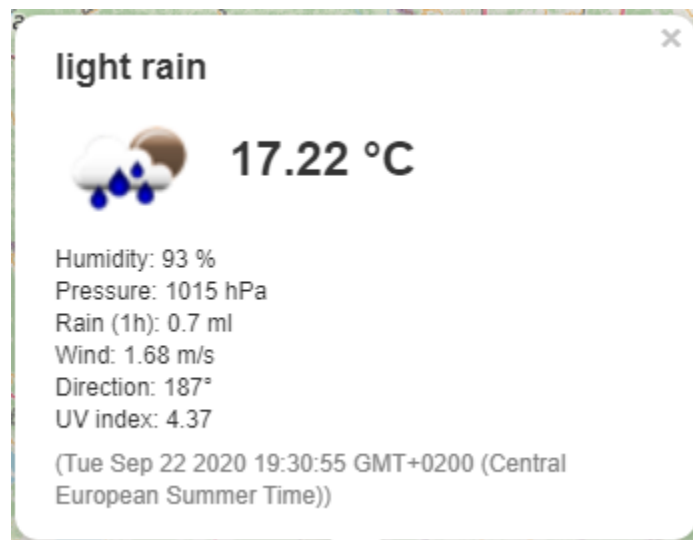 light rain
17.22 °C
Humidity: 93 %
Pressure: 1015 hPa
Rain (1h): 0.7 ml
Wind: 1.68 m/s
Direction: 187°
UV index: 4.37
(Tue Sep 22 2020 19:30:55 GMT+0200 (Central
European Summer Time))